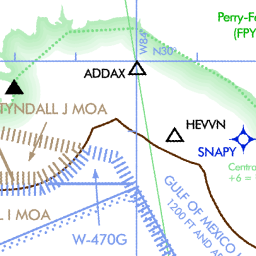 Perry-Fo
(FPY
W84°
N30°
ADDAX
TYNDALL J MOA
HEVVN
SNAPY
Centro
+6 =
W-470G
L I MOA
GULF OF MEXICO
1200 FT AND A